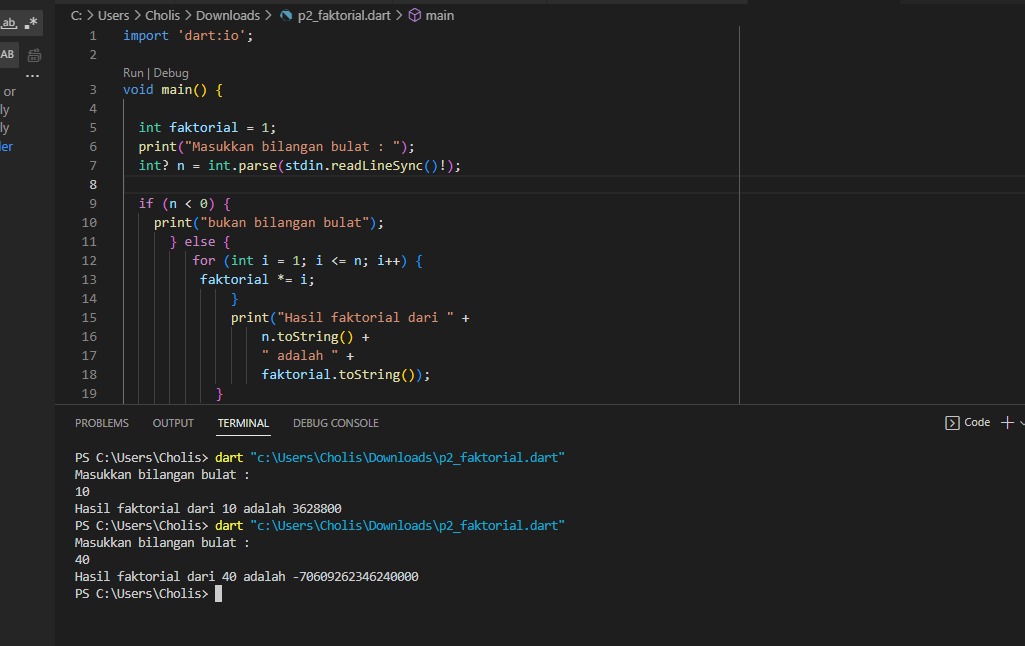 C: > Users > Cholis > Downloads > p2_faktorial.dart > main
ab
.*
AB
...
or
ly
ly
ler
1 import 'dart:io';
2
Run | Debug
3 void main() {
4
5 int faktorial = 1;
6 print("Masukkan bilangan bulat : ");
7 int? n = int.parse(stdin.readLineSync()!);
8
9 if (n < 0) {
10 print("bukan bilangan bulat");
11 } else {
12 for (int i = 1; i <= n; i++) {
13 faktorial *= i;
14 }
15 print("Hasil faktorial dari " +
16 n.toString() +
17 " adalah " +
18 faktorial.toString());
19 }
PROBLEMS OUTPUT TERMINAL DEBUG CONSOLE Code
PS C:\Users\Cholis> dart "c:\Users\Cholis\Downloads\p2_faktorial.dart"
Masukkan bilangan bulat :
10
Hasil faktorial dari 10 adalah 3628800
PS C:\Users\Cholis> dart "c:\Users\Cholis\Downloads\p2_faktorial.dart"
Masukkan bilangan bulat :
40
Hasil faktorial dari 40 adalah -70609262346240000
PS C:\Users\Cholis>